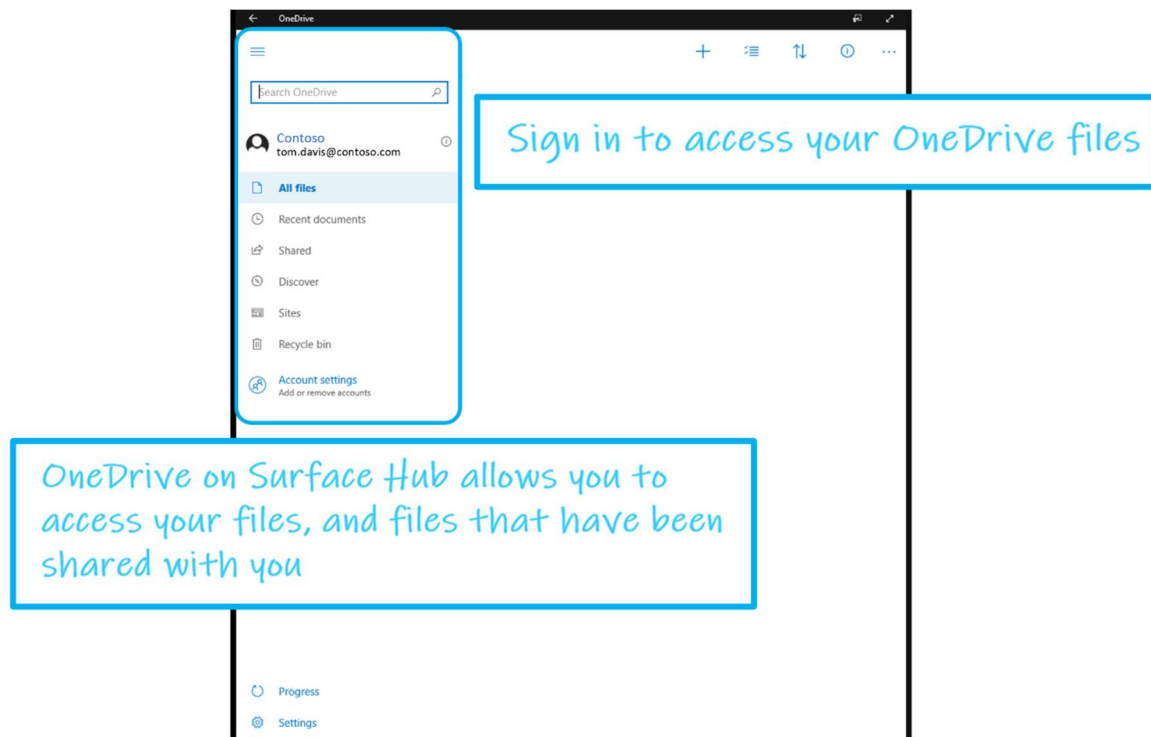 OneDrive
Search OneDrive
Contoso
tom.davis@contoso.com
Sign in to access your OneDrive files
All files
Recent documents
Shared
Discover
Sites
Recycle bin
Account settings
Add or remove accounts
OneDrive on Surface Hub allows you to
access your files, and files that have been
shared with you
Progress
Settings